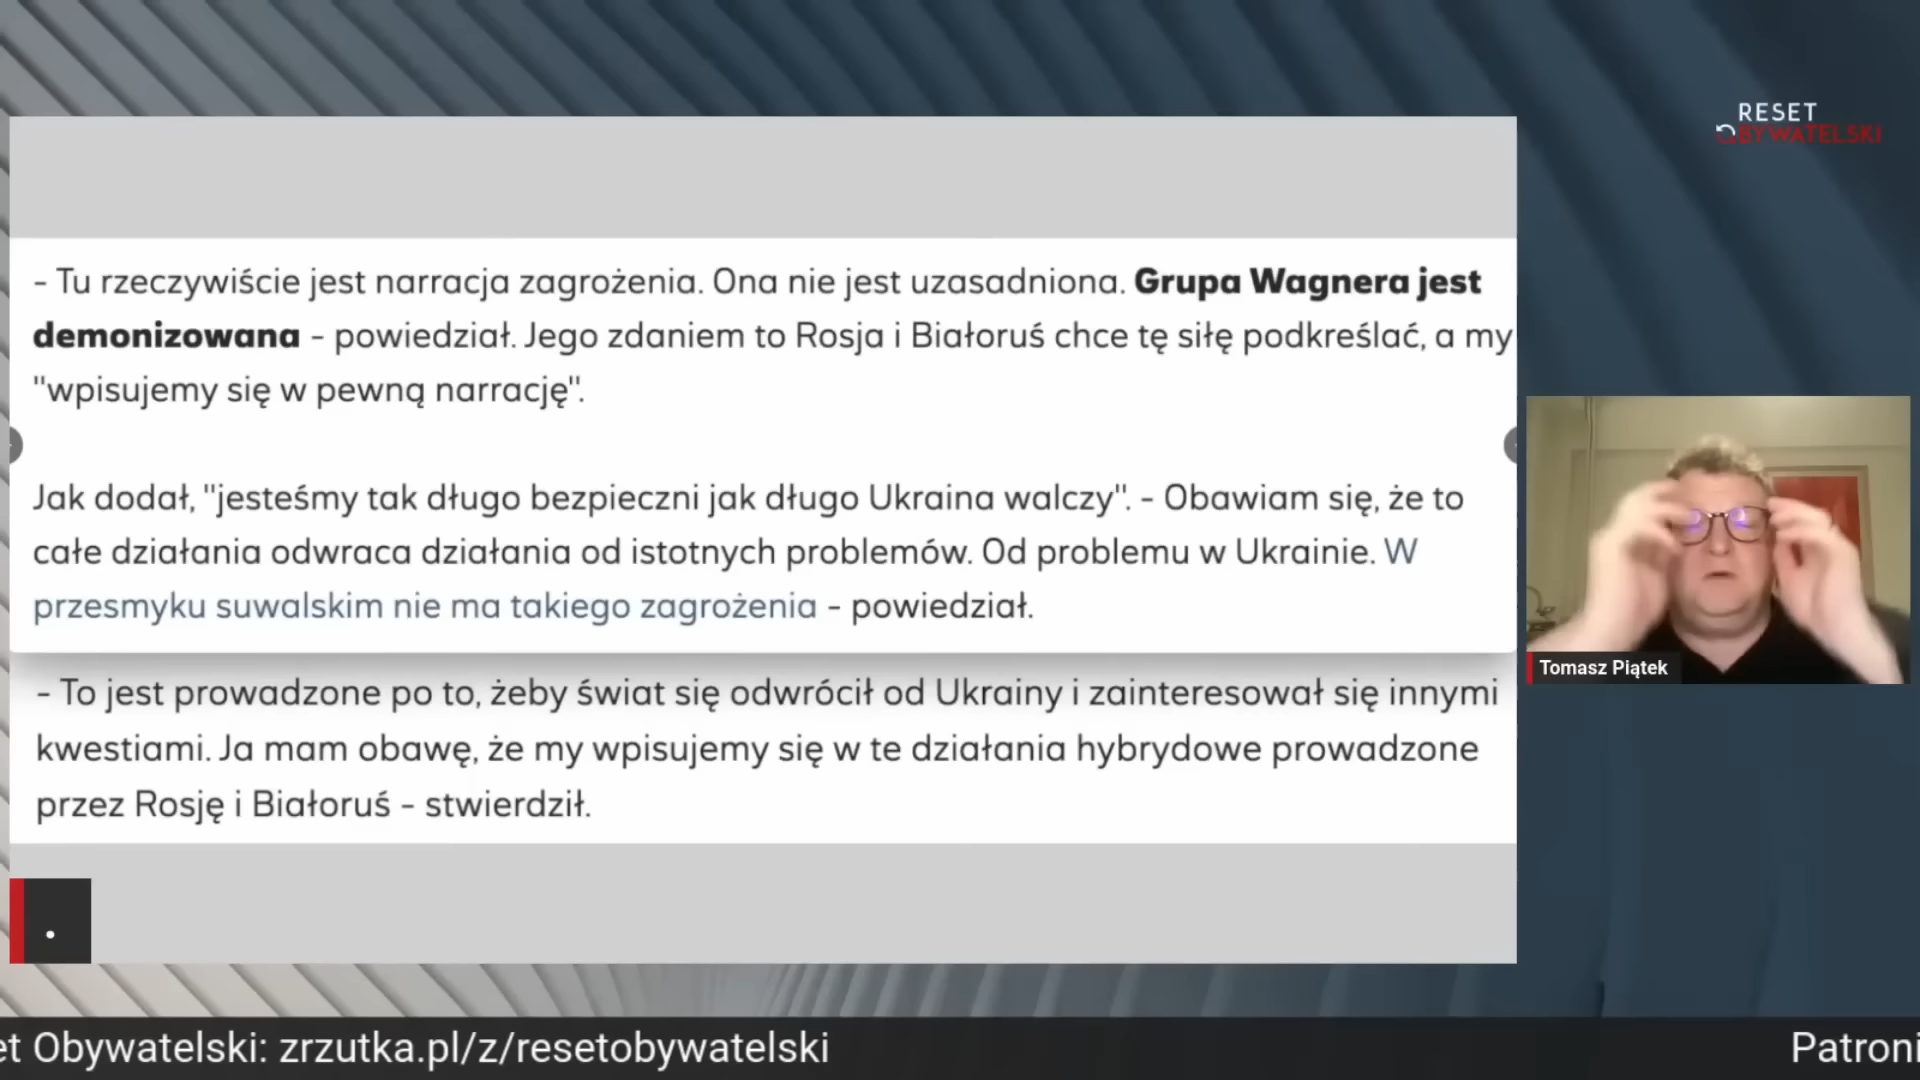 RESET
OBYWATELSKI
- Tu rzeczywiście jest narracja zagrożenia. Ona nie jest uzasadniona. Grupa Wagnera jest
demonizowana - powiedział. Jego zdaniem to Rosja i Białoruś chce tę siłę podkreślać, a my
"wpisujemy się w pewną narrację".
Jak dodał, "jesteśmy tak długo bezpieczni jak długo Ukraina walczy". - Obawiam się, że to
całe działania odwraca działania od istotnych problemów. Od problemu w Ukrainie. W
przesmyku suwalskim nie ma takiego zagrożenia - powiedział.
- To jest prowadzone po to, żeby świat się odwrócił od Ukrainy i zainteresował się innymi
kwestiami. Ja mam obawę, że my wpisujemy się w te działania hybrydowe prowadzone
przez Rosję i Białoruś - stwierdził.
Tomasz Piątek
.
et Obywatelski: zrzutka.pl/z/resetobywatelski
Patroni